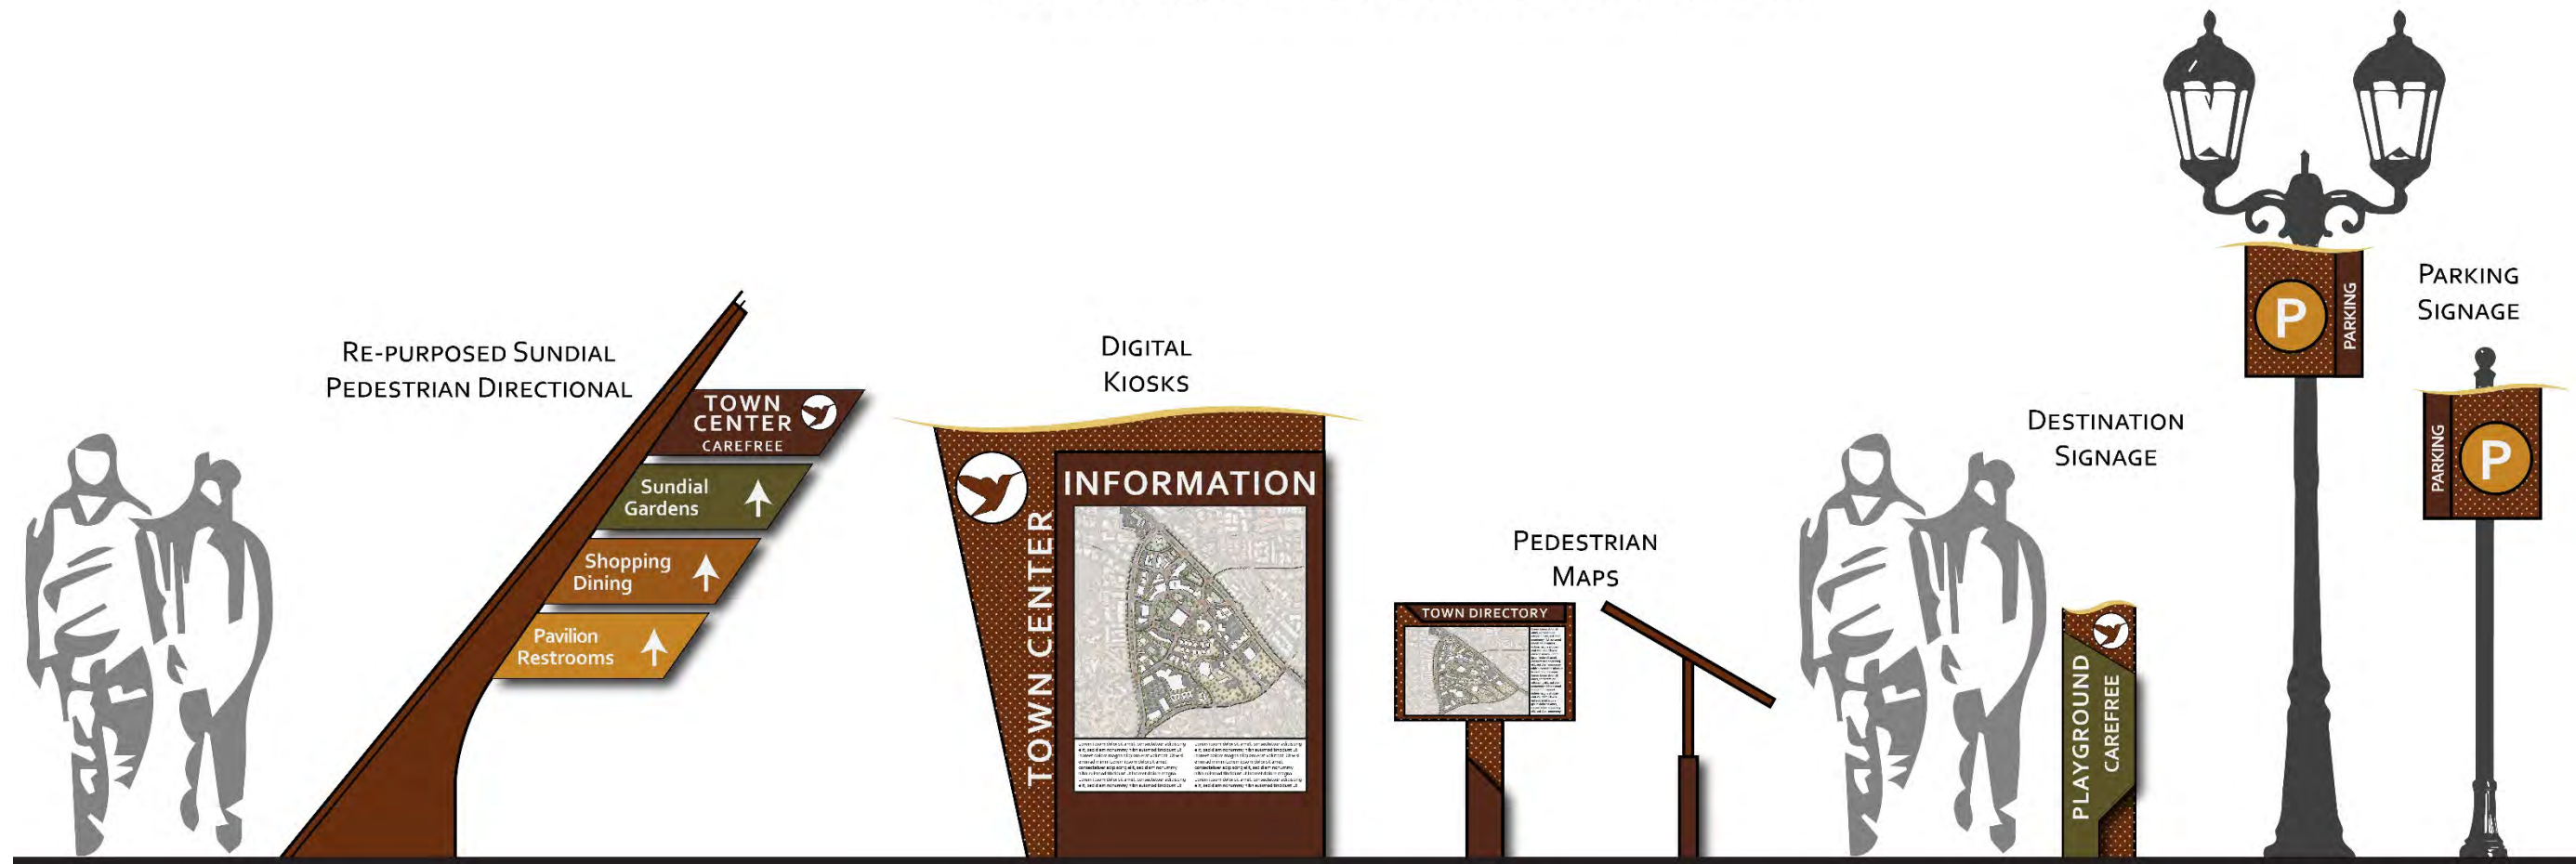 RE-PURPOSED SUNDIAL
PEDESTRIAN DIRECTIONAL
TOWN
CENTER
CAREFREE
Sundial
Gardens
Shopping
Dining
Pavilion
Restrooms
DIGITAL
KIOSKS
TOWN CENTER
INFORMATION
PEDESTRIAN
MAPS
TOWN DIRECTORY
DESTINATION
SIGNAGE
PLAYGROUND
CAREFREE
P
PARKING
PARKING
SIGNAGE
PARKING
P